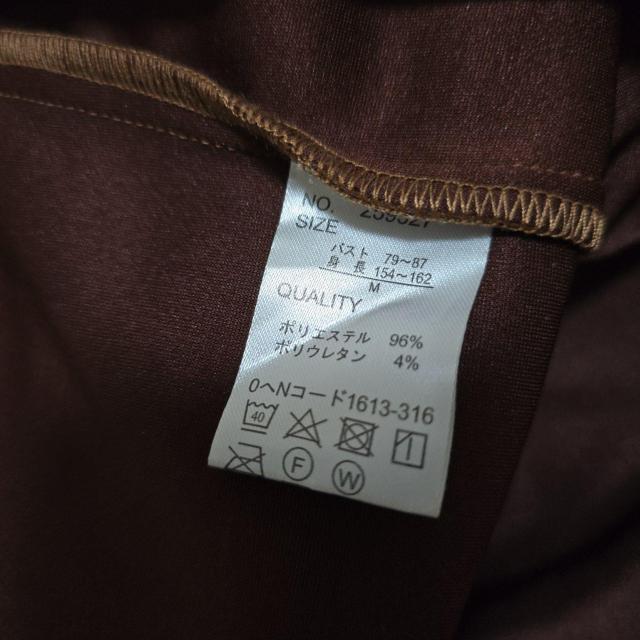 NO. 259527
SIZE
バスト 79~87
身長 154~162
M
QUALITY
ポリエステル 96%
ポリウレタン 4%
0へNコード1613-316
40
F
W